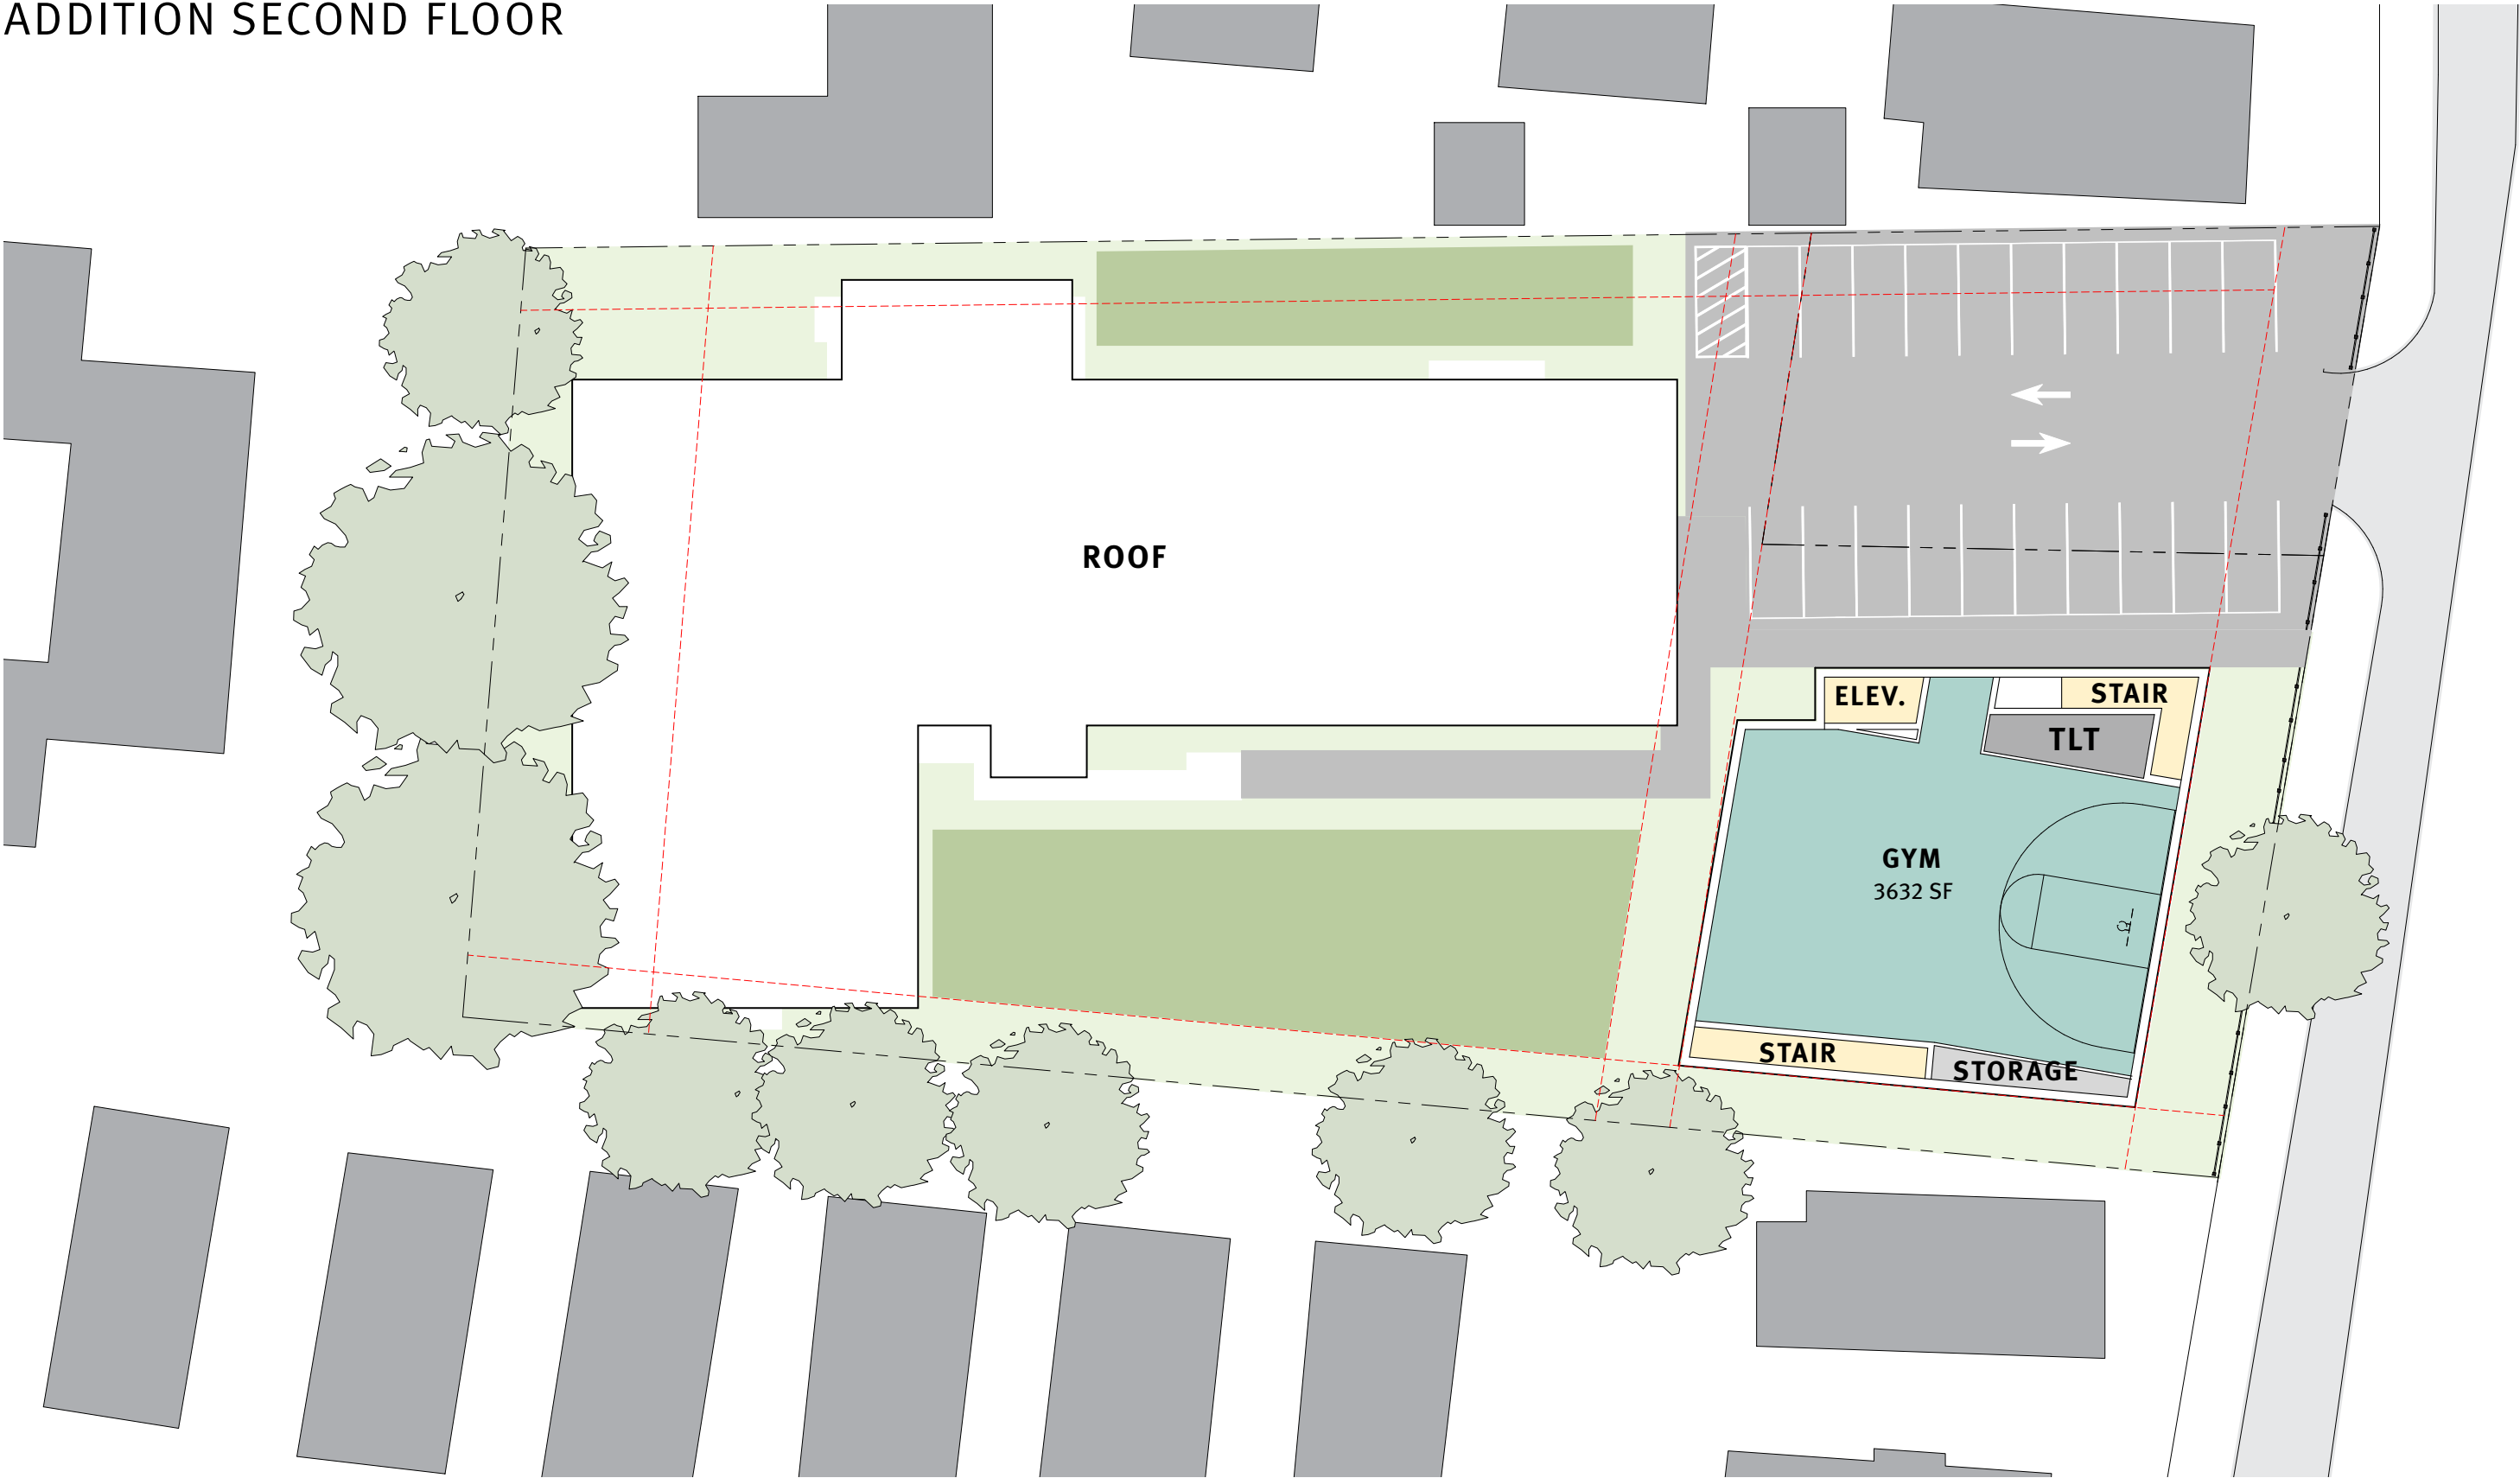 ADDITION SECOND FLOOR
ROOF
ELEV.
STAIR
TLT
GYM
3632 SF
STAIR
STORAGE